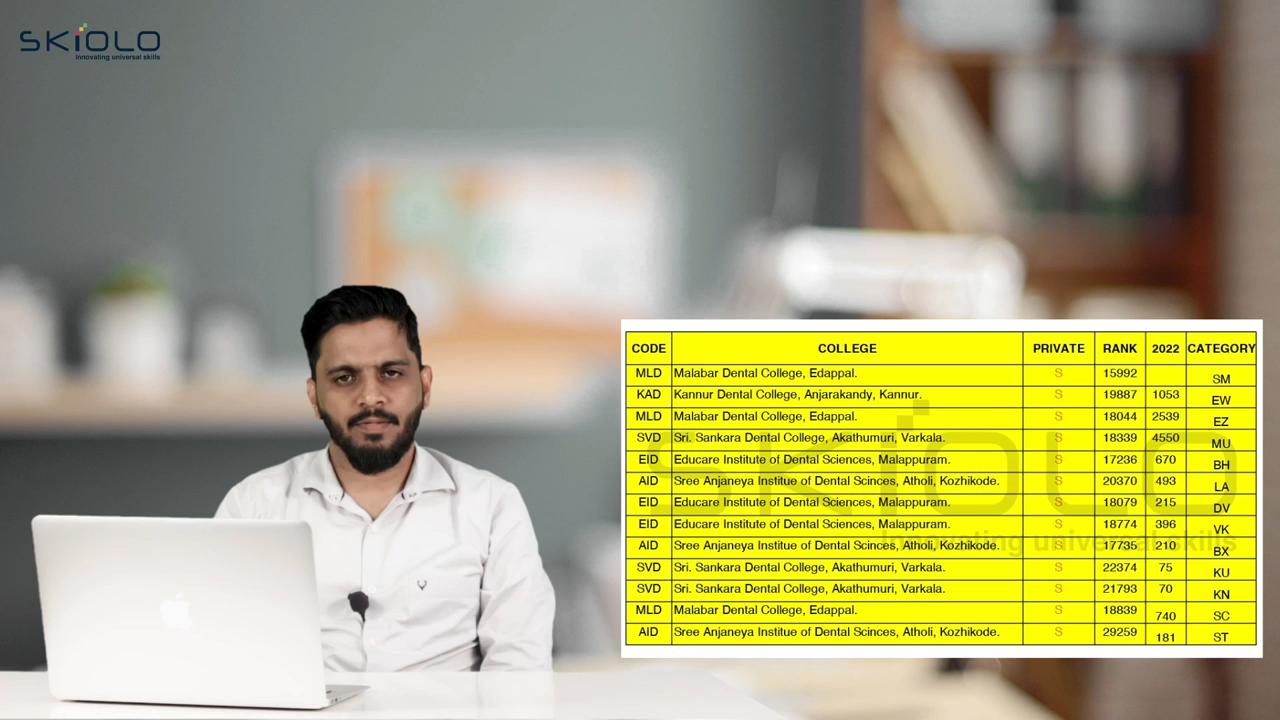 SKiOLO
Innovating universal skills
CODE COLLEGE PRIVATE RANK 2022 CATEGORY
MLD Malabar Dental College, Edappal. S 15992 SM
KAD Kannur Dental College, Anjarakandy, Kannur. S 19887 1053 EW
MLD Malabar Dental College, Edappal. S 18044 2539 EZ
SVD Sri. Sankara Dental College, Akathumuri, Varkala. S 18339 4550 MU
EID Educare Institute of Dental Sciences, Malappuram. S 17236 670 BH
AID Sree Anjaneya Institue of Dental Scinces, Atholi, Kozhikode. S 20370 493 LA
EID Educare Institute of Dental Sciences, Malappuram. S 18079 215 DV
EID Educare Institute of Dental Sciences, Malappuram. S 18774 396 VK
AID Sree Anjaneya Institue of Dental Scinces, Atholi, Kozhikode. S 17735 210 BX
SVD Sri. Sankara Dental College, Akathumuri, Varkala. S 22374 75 KU
SVD Sri. Sankara Dental College, Akathumuri, Varkala. S 21793 70 KN
MLD Malabar Dental College, Edappal. S 18839 740 SC
AID Sree Anjaneya Institue of Dental Scinces, Atholi, Kozhikode. S 29259 181 ST
SKiOLO
Innovating universal skills